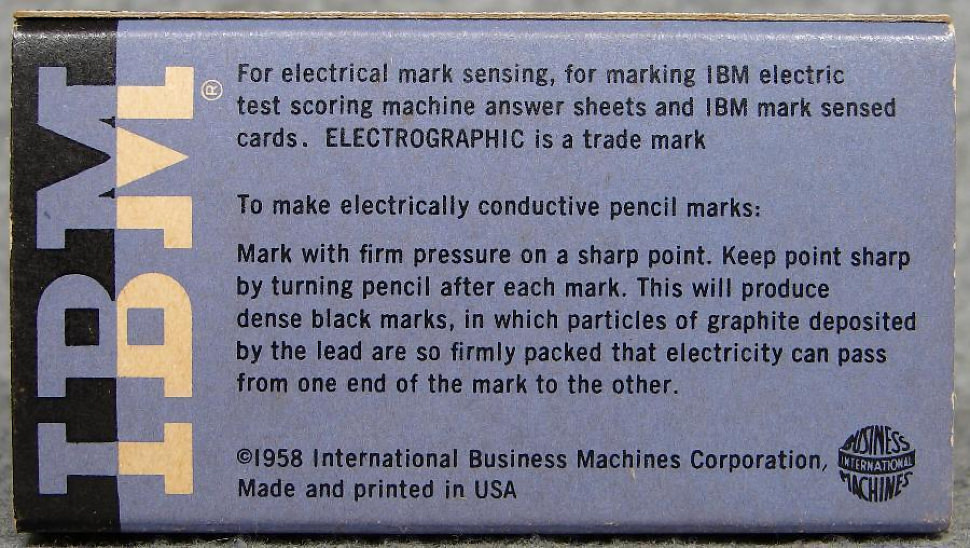 IBM®
For electrical mark sensing, for marking IBM electric
test scoring machine answer sheets and IBM mark sensed
cards. ELECTROGRAPHIC is a trade mark
To make electrically conductive pencil marks:
Mark with firm pressure on a sharp point. Keep point sharp
by turning pencil after each mark. This will produce
dense black marks, in which particles of graphite deposited
by the lead are so firmly packed that electricity can pass
from one end of the mark to the other.
©1958 International Business Machines Corporation,
Made and printed in USA
BUSINESS
INTERNATIONAL
MACHINES